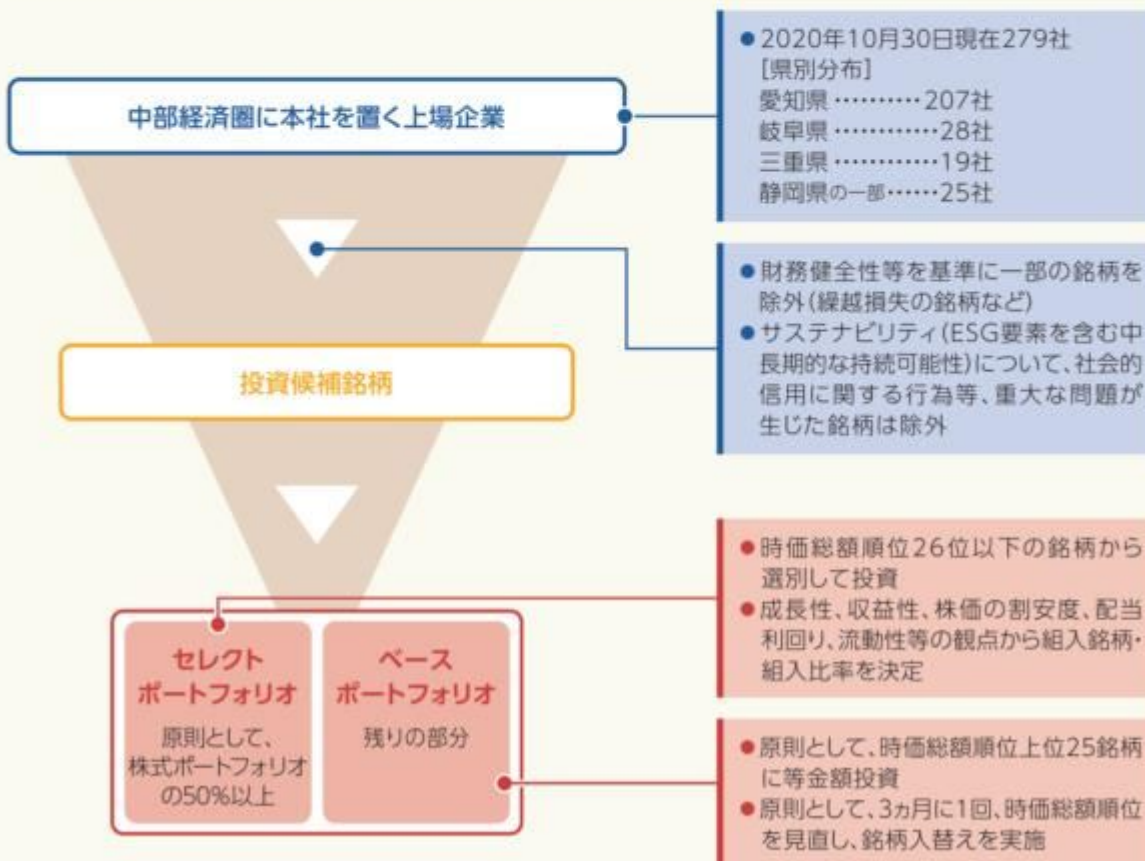 中部経済圏に本社を置く上場企業
●2020年10月30日現在279社
[県別分布]
愛知県‥‥‥‥‥207社
岐阜県‥‥‥‥‥‥28社
三重県‥‥‥‥‥‥19社
静岡県の一部‥‥‥25社
●財務健全性等を基準に一部の銘柄を
除外(繰越損失の銘柄など)
●サステナビリティ(ESG要素を含む中
長期的な持続可能性)について、社会的
信用に関する行為等、重大な問題が
生じた銘柄は除外
投資候補銘柄
セレクト
ポートフォリオ
原則として、
株式ポートフォリオ
の50%以上
ベース
ポートフォリオ
残りの部分
●時価総額順位26位以下の銘柄から
選別して投資
●成長性、収益性、株価の割安度、配当
利回り、流動性等の観点から組入銘柄・
組入比率を決定
●原則として、時価総額順位上位25銘柄
に等金額投資
●原則として、3ヵ月に1回、時価総額順位
を見直し、銘柄入替えを実施